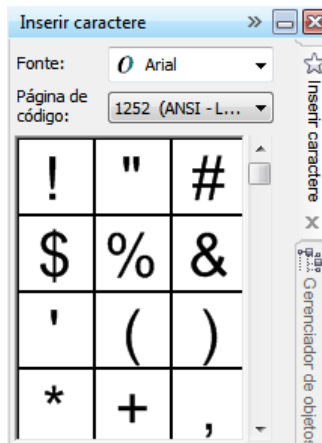 Inserir caractere
Fonte: Arial
Página de código: 1252 (ANSI - L...
! " #
$ % &
' ( )
* + ,
Inserir caractere
Gerenciador de objetos